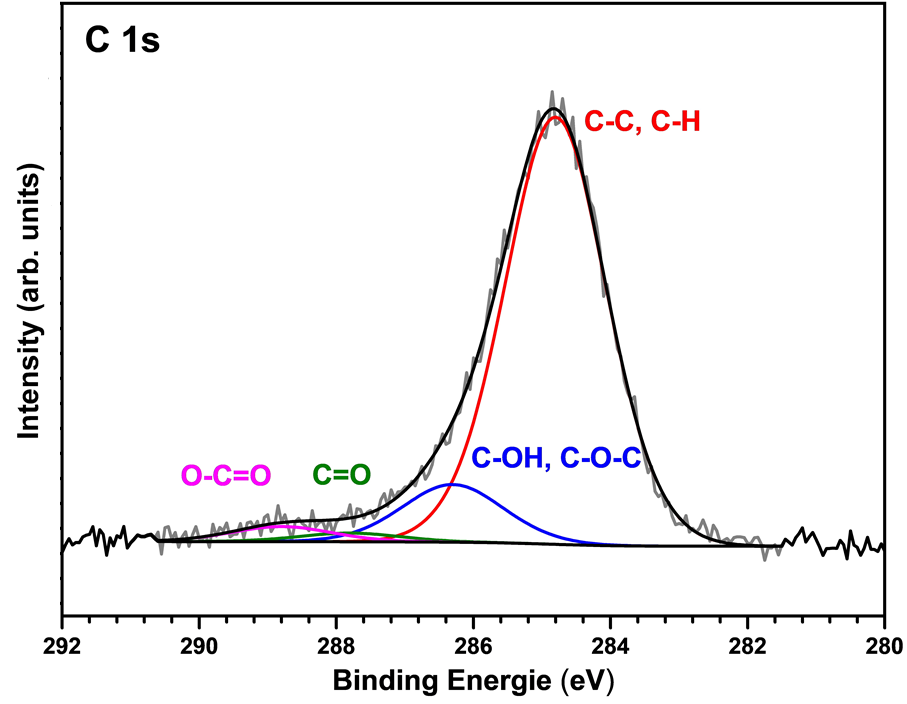 C 1s
C-C, C-H
C-OH, C-O-C
O-C=O
C=O
Intensity (arb. units)
292 290 288 286 284 282 280
Binding Energie (eV)